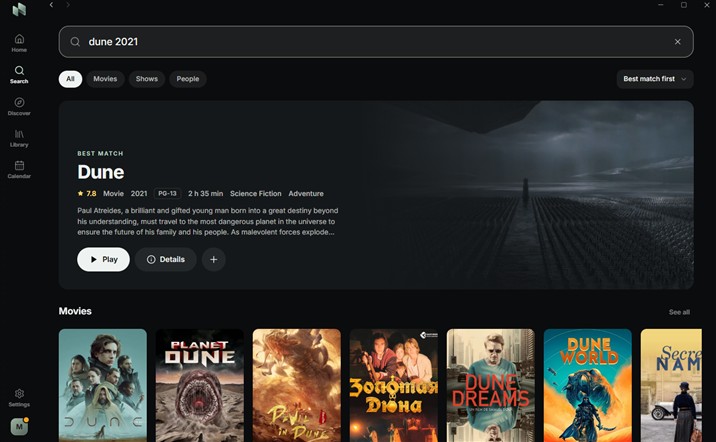 dune 2021
Home
Search
Discover
Library
Calendar
Settings
M
All
Movies
Shows
People
Best match first
BEST MATCH
Dune
7.8 Movie 2021 PG-13 2 h 35 min Science Fiction Adventure
Paul Atreides, a brilliant and gifted young man born into a great destiny beyond
his understanding, must travel to the most dangerous planet in the universe to
ensure the future of his family and his people. As malevolent forces explode...
Play
Details
Movies
See all
DUNC
PLANET
DUNE
IN DUNE
Золотая
Дюна
DUNE
DREAMS
DUNE
WORLD
Secre
NAM